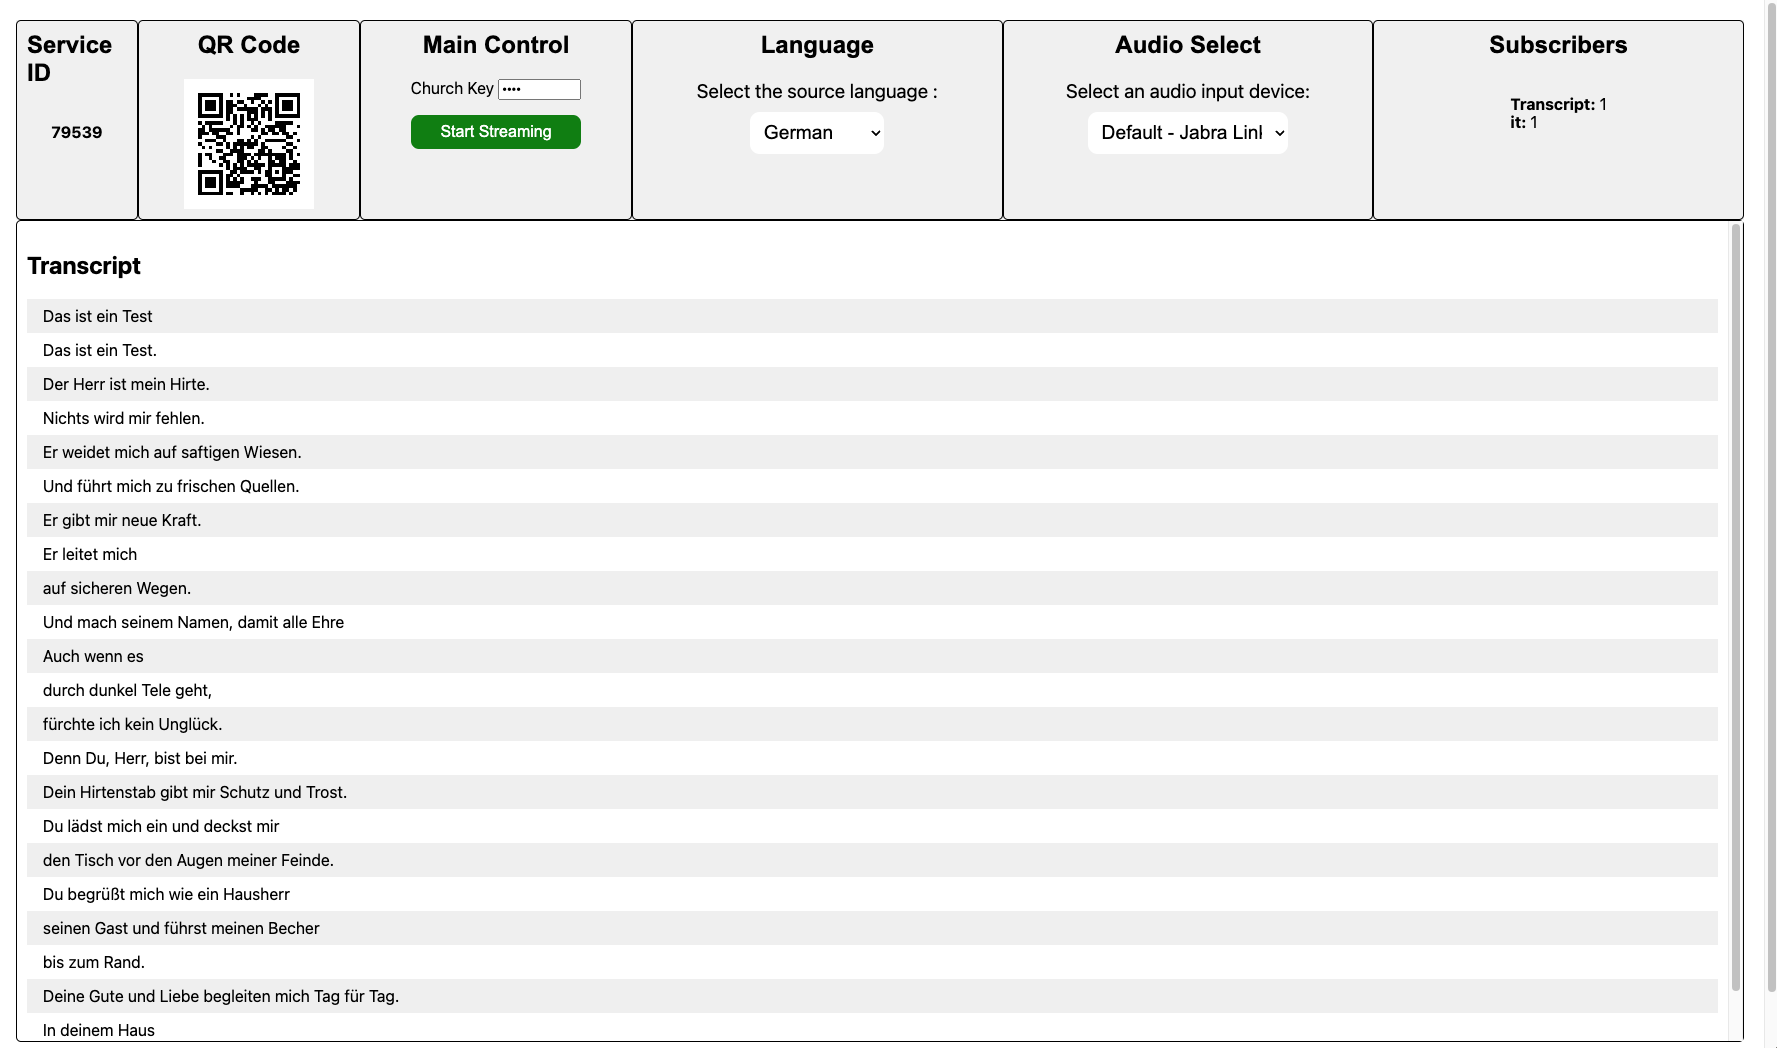 Service
ID
79539
QR Code
Main Control
Church Key ••••
Start Streaming
Language
Select the source language :
German
Audio Select
Select an audio input device:
Default - Jabra Link
Subscribers
Transcript: 1
it: 1
Transcript
Das ist ein Test
Das ist ein Test.
Der Herr ist mein Hirte.
Nichts wird mir fehlen.
Er weidet mich auf saftigen Wiesen.
Und führt mich zu frischen Quellen.
Er gibt mir neue Kraft.
Er leitet mich
auf sicheren Wegen.
Und mach seinem Namen, damit alle Ehre
Auch wenn es
durch dunkel Tele geht,
fürchte ich kein Unglück.
Denn Du, Herr, bist bei mir.
Dein Hirtenstab gibt mir Schutz und Trost.
Du lädst mich ein und deckst mir
den Tisch vor den Augen meiner Feinde.
Du begrüßt mich wie ein Hausherr
seinen Gast und führst meinen Becher
bis zum Rand.
Deine Gute und Liebe begleiten mich Tag für Tag.
In deinem Haus